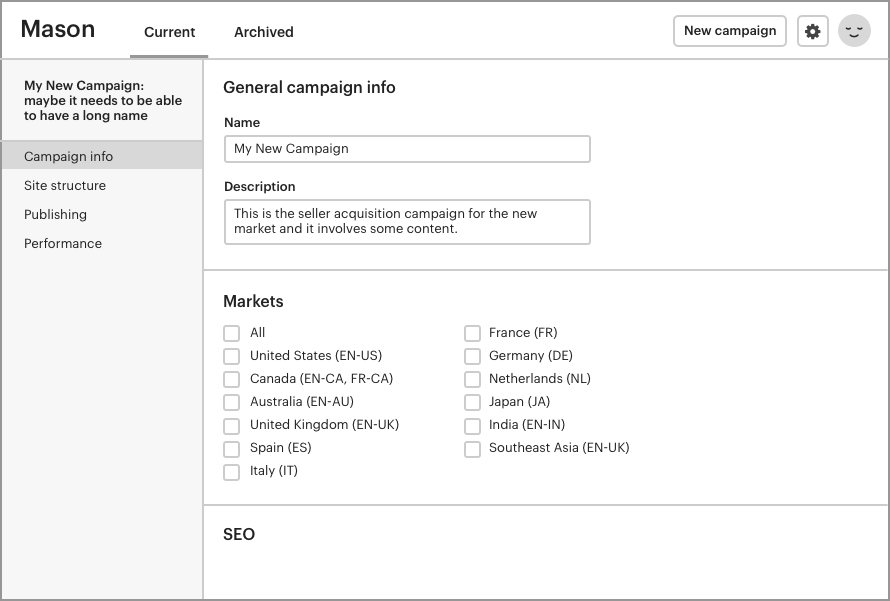 Mason
Current
Archived
New campaign
My New Campaign:
maybe it needs to be able
to have a long name
Campaign info
Site structure
Publishing
Performance
General campaign info
Name
My New Campaign
Description
This is the seller acquisition campaign for the new
market and it involves some content.
Markets
All
United States (EN-US)
Canada (EN-CA, FR-CA)
Australia (EN-AU)
United Kingdom (EN-UK)
Spain (ES)
Italy (IT)
France (FR)
Germany (DE)
Netherlands (NL)
Japan (JA)
India (EN-IN)
Southeast Asia (EN-UK)
SEO